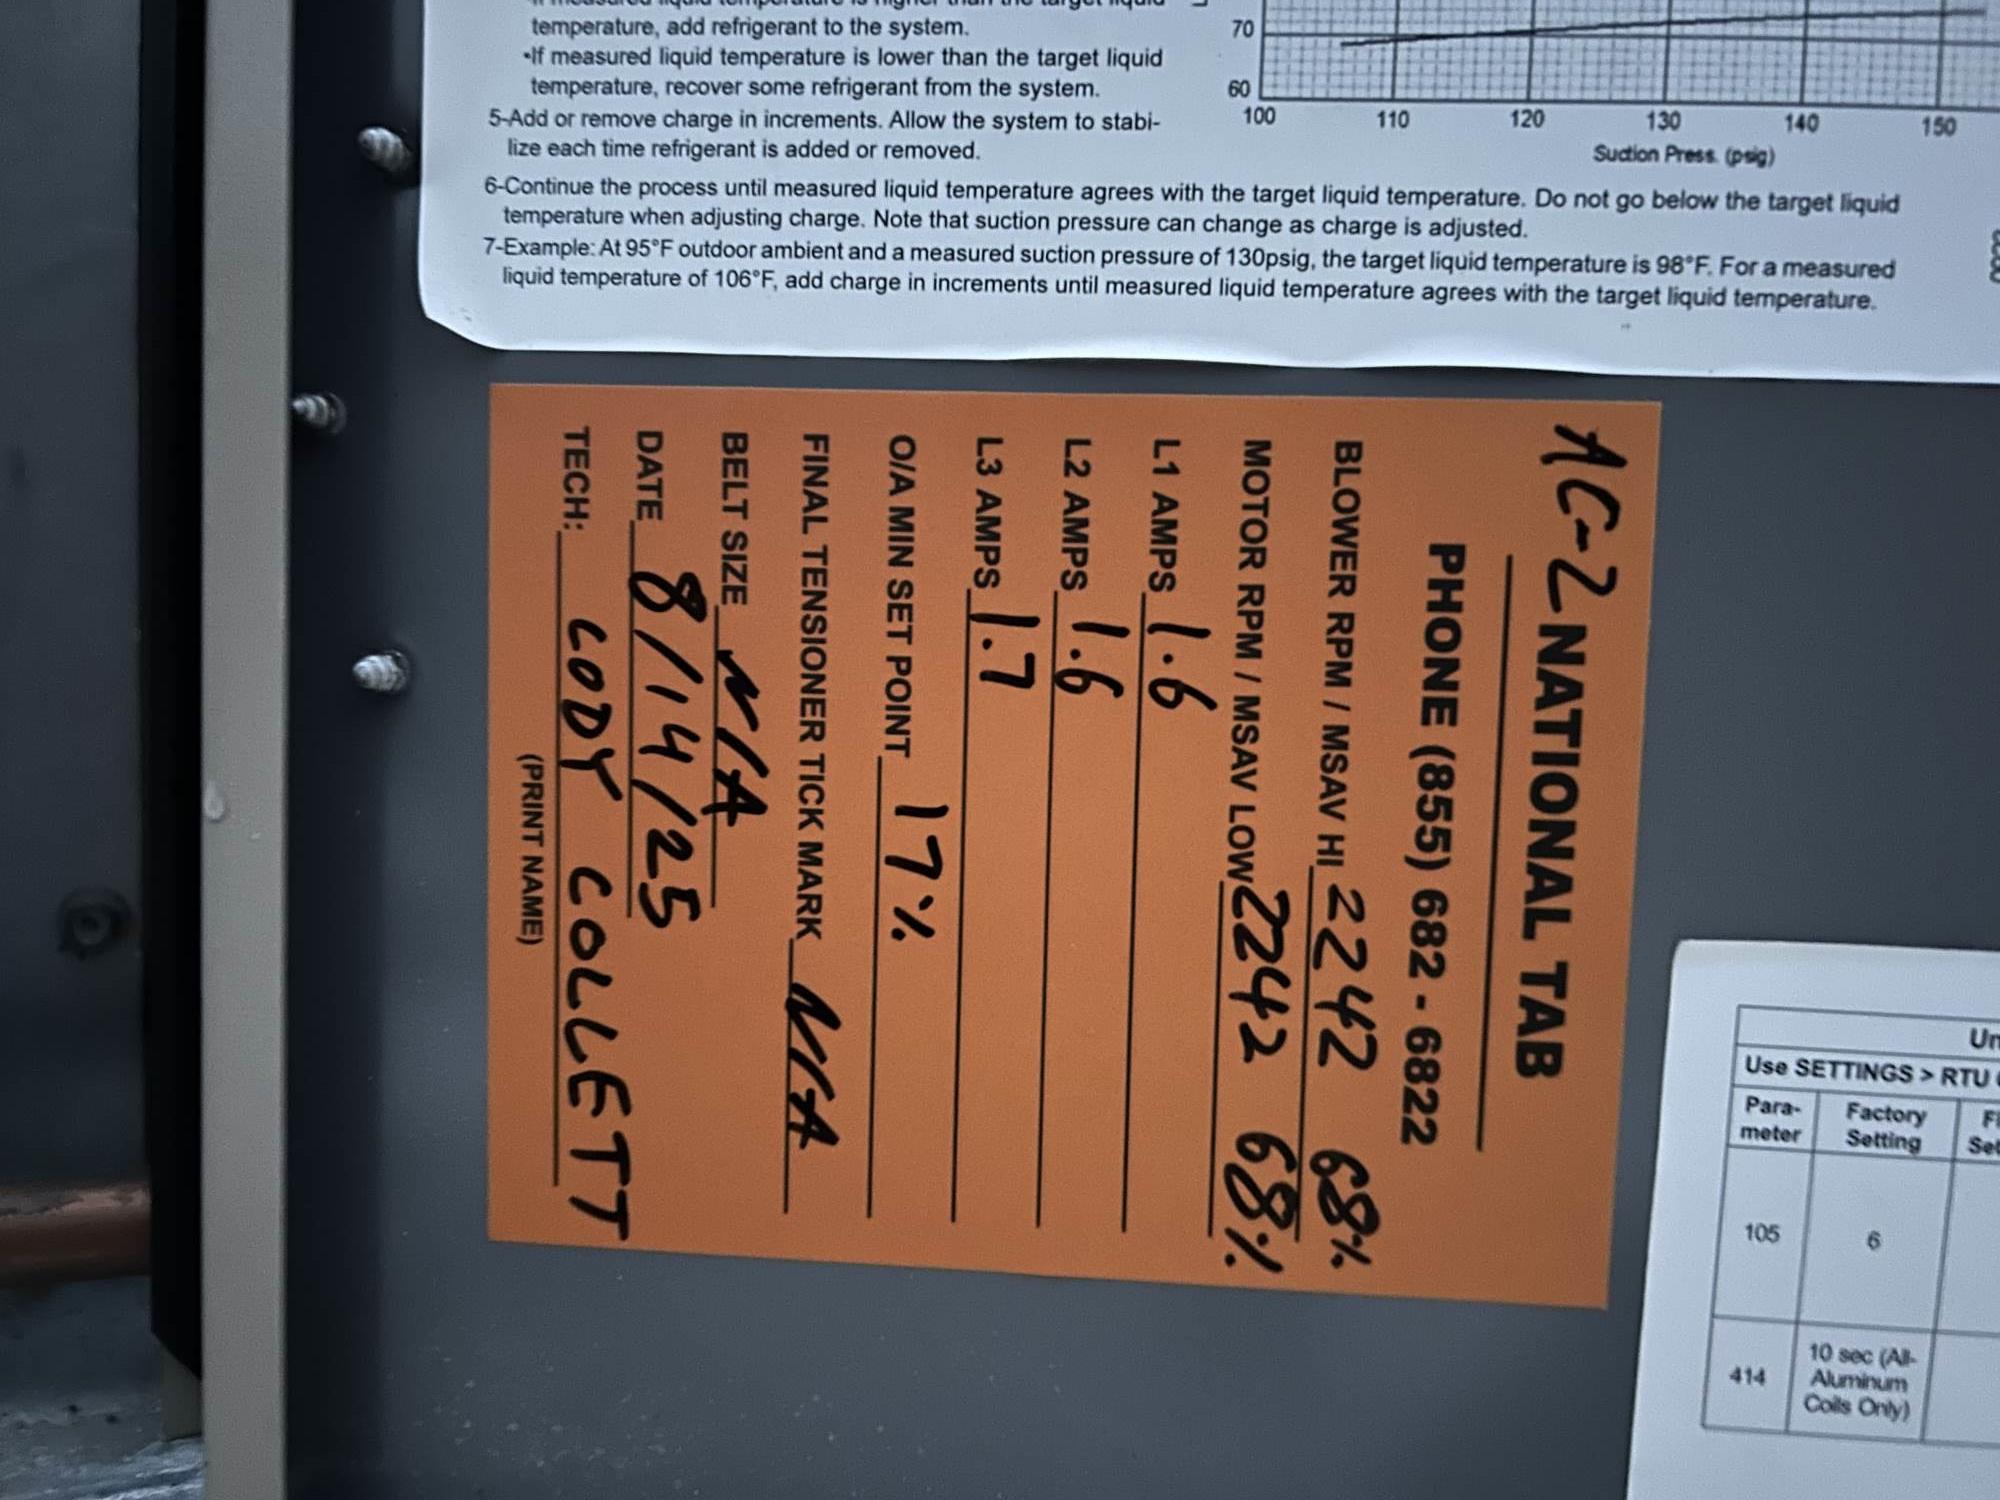 temperature, add refrigerant to the system.
•If measured liquid temperature is lower than the target liquid
temperature, recover some refrigerant from the system.
5-Add or remove charge in increments. Allow the system to stabi-
lize each time refrigerant is added or removed.
70
60
100 110 120 130 140 150
Suction Press. (psig)
6-Continue the process until measured liquid temperature agrees with the target liquid temperature. Do not go below the target liquid
temperature when adjusting charge. Note that suction pressure can change as charge is adjusted.
7-Example: At 95°F outdoor ambient and a measured suction pressure of 130psig, the target liquid temperature is 98°F. For a measured
liquid temperature of 106°F, add charge in increments until measured liquid temperature agrees with the target liquid temperature.
AC-2 NATIONAL TAB
PHONE (855) 682 - 6822
BLOWER RPM / MSAV HI 2242 68%
MOTOR RPM / MSAV LOW 2242 68%
L1 AMPS 1.6
L2 AMPS 1.6
L3 AMPS 1.7
O/A MIN SET POINT 17%
FINAL TENSIONER TICK MARK N/A
BELT SIZE N/A
DATE 8/14/25
TECH: CODY COLLETT
(PRINT NAME)
Use SETTINGS > RTU
Para-
meter
Factory
Setting
105
6
414
10 sec (All-
Aluminum
Coils Only)